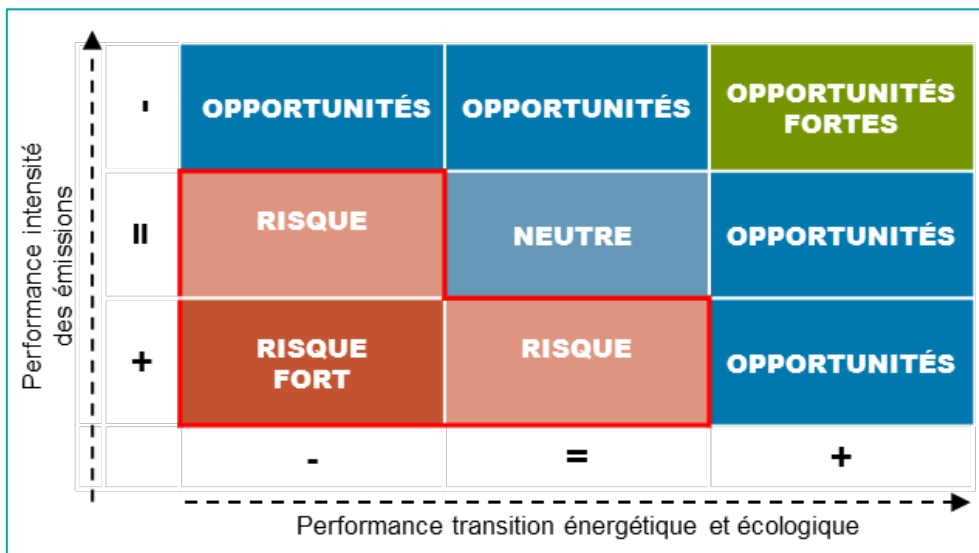 Performance intensité
des émissions
-
OPPORTUNITÉS
OPPORTUNITÉS
OPPORTUNITÉS
FORTES
=
RISQUE
NEUTRE
OPPORTUNITÉS
+
RISQUE
FORT
RISQUE
OPPORTUNITÉS
-
=
+
Performance transition énergétique et écologique